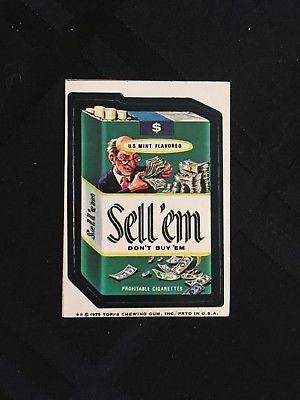 $
U.S. MINT FLAVORED
Sell'em
Sell'em
DON'T BUY 'EM
PROFITABLE CIGARETTES
© 1975 TOPPS CHEWING GUM, INC. PRTD IN U.S.A.